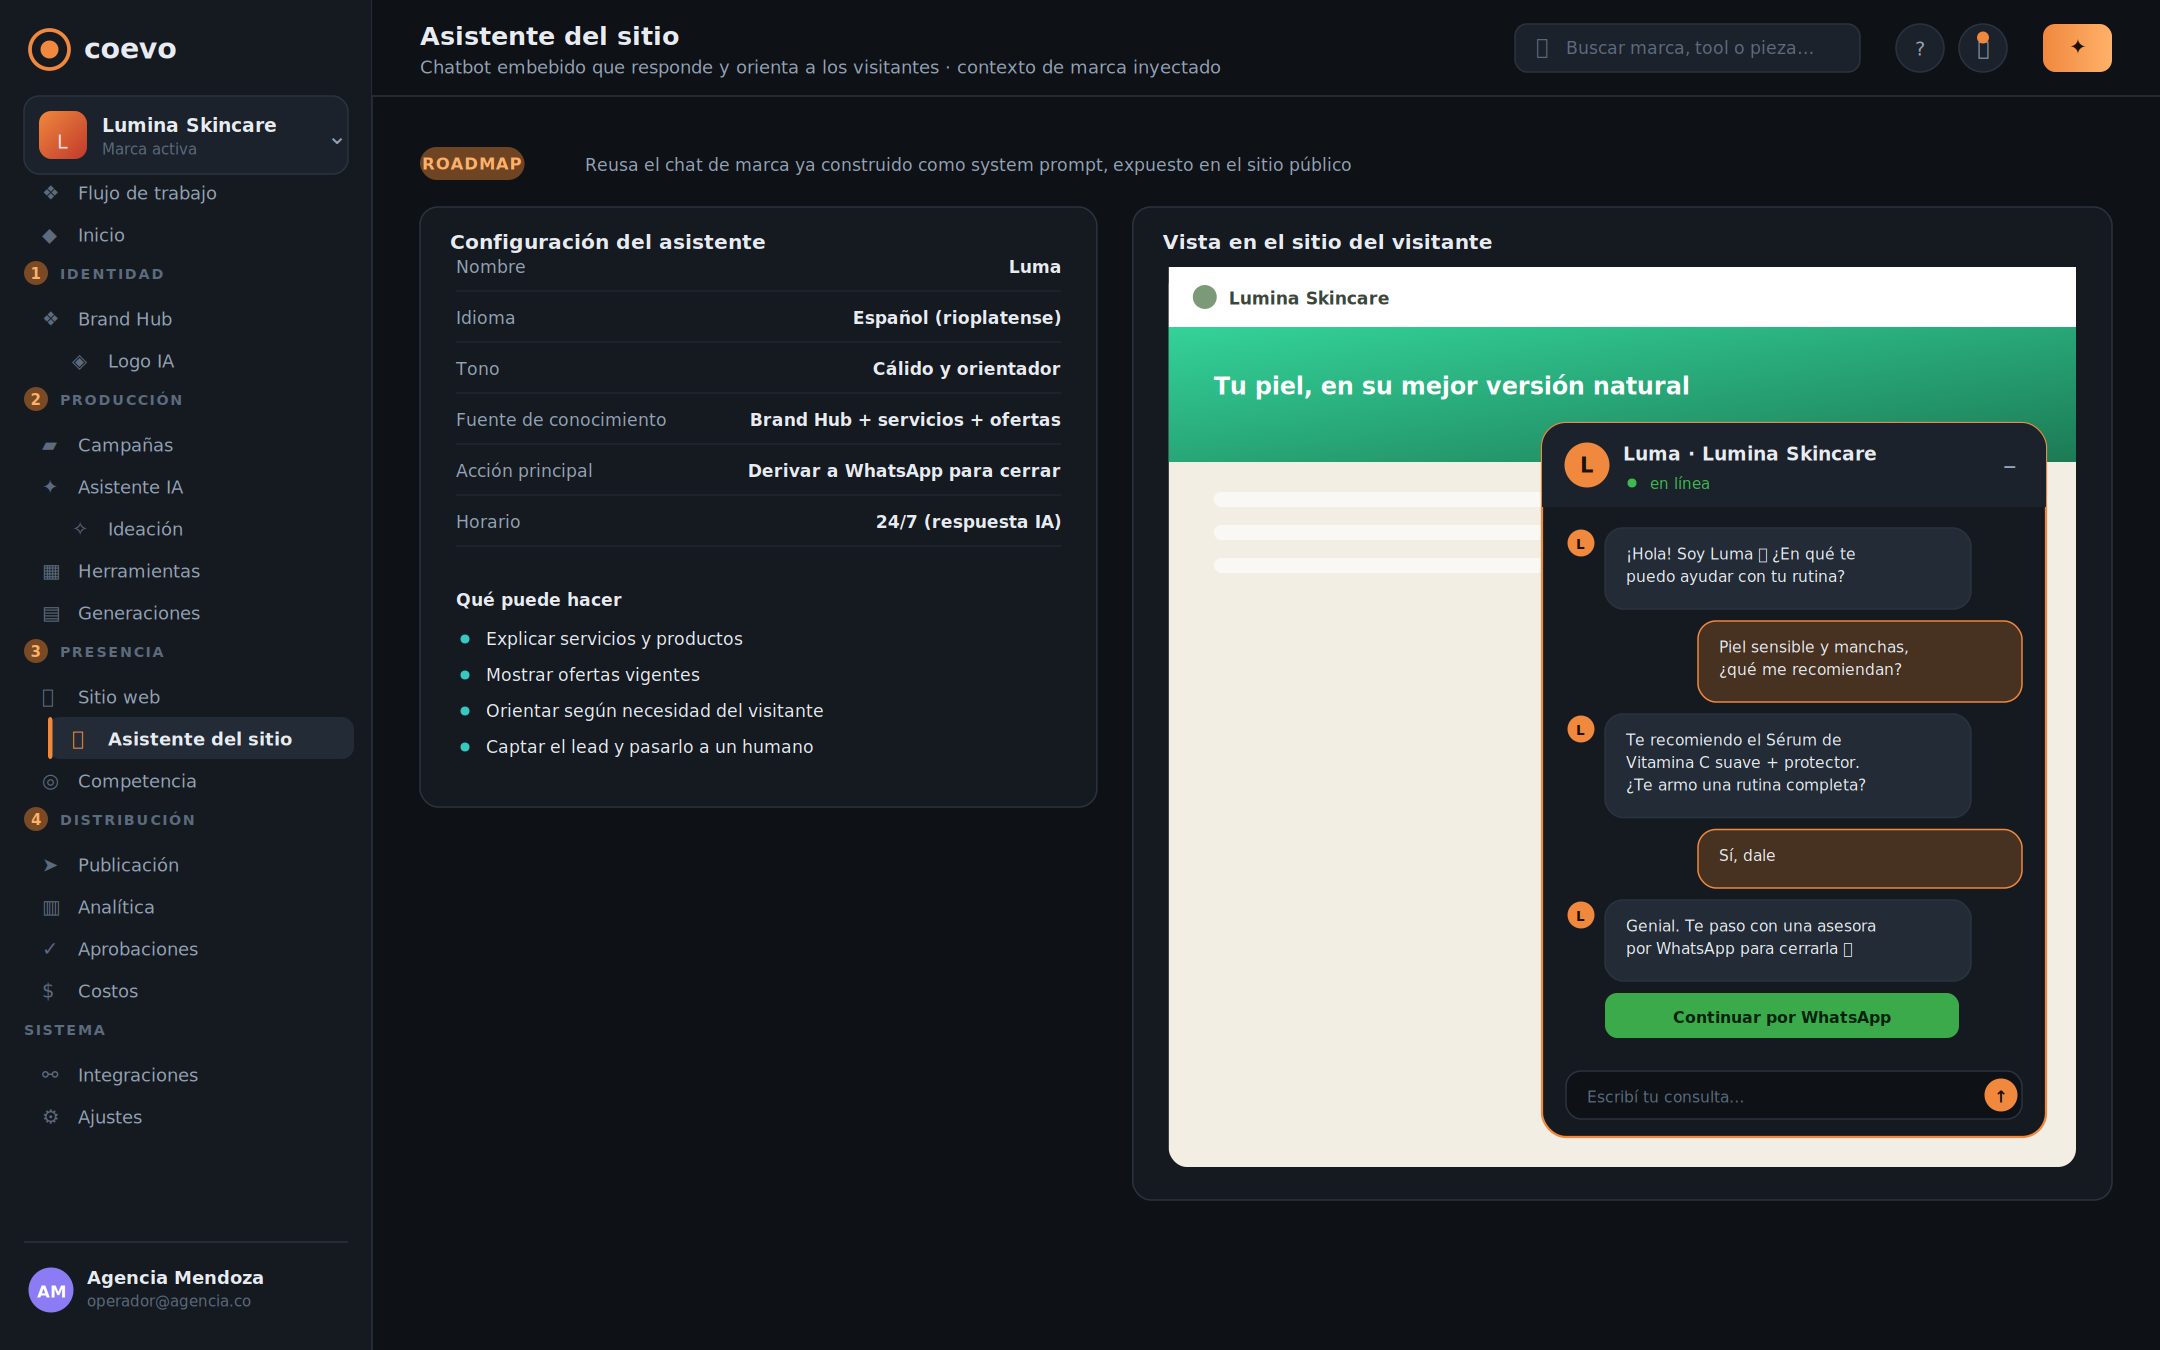 coevo
L
Lumina Skincare
Marca activa
Flujo de trabajo
Inicio
1 IDENTIDAD
Brand Hub
Logo IA
2 PRODUCCIÓN
Campañas
Asistente IA
Ideación
Herramientas
Generaciones
3 PRESENCIA
Sitio web
Asistente del sitio
Competencia
4 DISTRIBUCIÓN
Publicación
Analítica
Aprobaciones
$ Costos
SISTEMA
Integraciones
Ajustes
AM
Agencia Mendoza
operador@agencia.co
Asistente del sitio
Chatbot embebido que responde y orienta a los visitantes · contexto de marca inyectado
Buscar marca, tool o pieza…
?
ROADMAP
Reusa el chat de marca ya construido como system prompt, expuesto en el sitio público
Configuración del asistente
Nombre Luma
Idioma Español (rioplatense)
Tono Cálido y orientador
Fuente de conocimiento Brand Hub + servicios + ofertas
Acción principal Derivar a WhatsApp para cerrar
Horario 24/7 (respuesta IA)
Qué puede hacer
Explicar servicios y productos
Mostrar ofertas vigentes
Orientar según necesidad del visitante
Captar el lead y pasarlo a un humano
Vista en el sitio del visitante
Lumina Skincare
Tu piel, en su mejor versión natural
L
Luma · Lumina Skincare
en línea
L
¡Hola! Soy Luma ¿En qué te
puedo ayudar con tu rutina?
Piel sensible y manchas,
¿qué me recomiendan?
L
Te recomiendo el Sérum de
Vitamina C suave + protector.
¿Te armo una rutina completa?
Sí, dale
L
Genial. Te paso con una asesora
por WhatsApp para cerrarla
Continuar por WhatsApp
Escribí tu consulta…